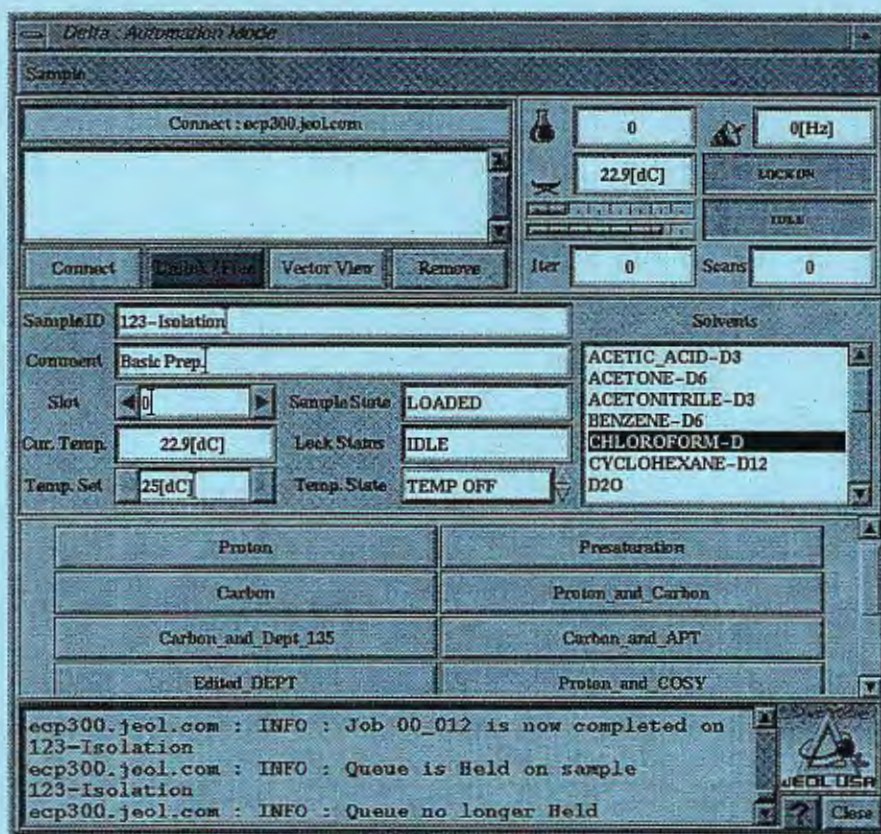 Delta : Automation Mode
Sample
Connect : ecp300.jeol.com
0
0[Hz]
22.9[dC]
LOCK ON
IDLE
Connect
Unlink / Free
Vector View
Remove
Iter
0
Scans
0
Sample ID
123-Isolation
Comment
Basic Prep.
Slot
0
Sample State
LOADED
Cur. Temp.
22.9[dC]
Lock Status
IDLE
Temp. Set
25[dC]
Temp. State
TEMP OFF
Solvents
ACETIC_ACID-D3
ACETONE-D6
ACETONITRILE-D3
BENZENE-D6
CHLOROFORM-D
CYCLOHEXANE-D12
D2O
Proton
Presaturation
Carbon
Proton_and_Carbon
Carbon_and_Dept_135
Carbon_and_APT
Edited_DEPT
Proton_and_COSY
ecp300.jeol.com : INFO : Job 00_012 is now completed on
123-Isolation
ecp300.jeol.com : INFO : Queue is Held on sample
123-Isolation
ecp300.jeol.com : INFO : Queue no longer Held
JEOL USA
?
Close